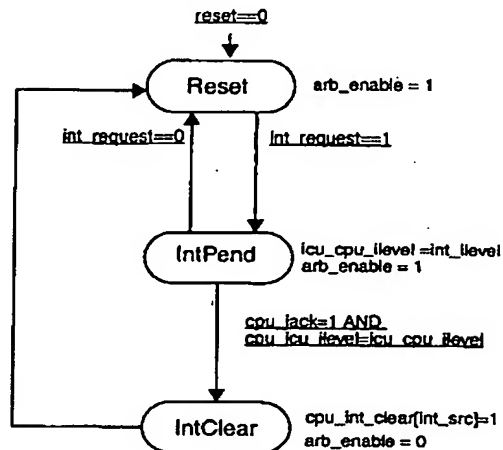 reset==0
Reset
arb_enable = 1
int_request==0
int_request==1
IntPend
icu_cpu_ilevel =int_ilevel
arb_enable = 1
cpu_iack=1 AND
cpu_icu_ilevel=icu_cpu_ilevel
IntClear
cpu_int_clear[int_src]=1
arb_enable = 0